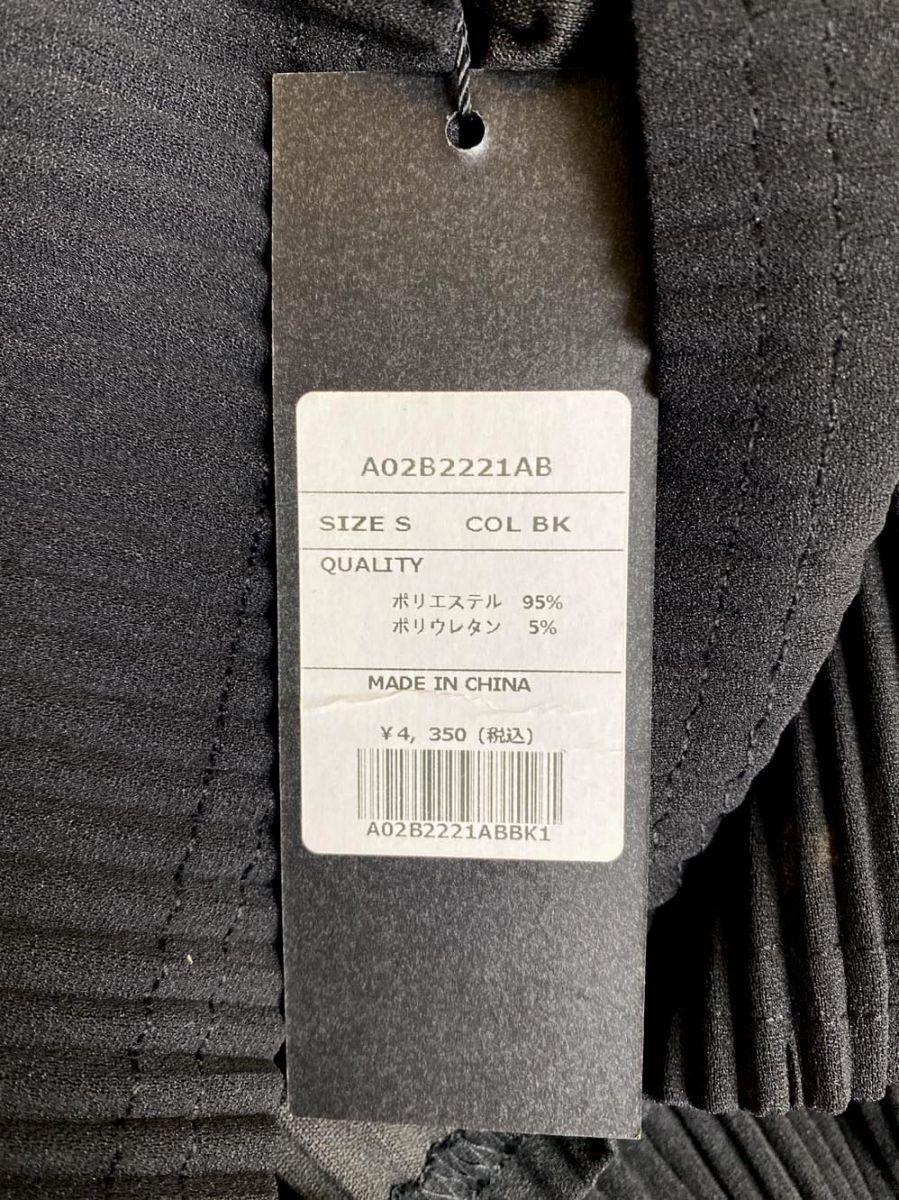 A02B2221AB
SIZE S COL BK
QUALITY
ポリエステル 95%
ポリウレタン 5%
MADE IN CHINA
¥4, 350 (税込)
A02B2221ABBK1